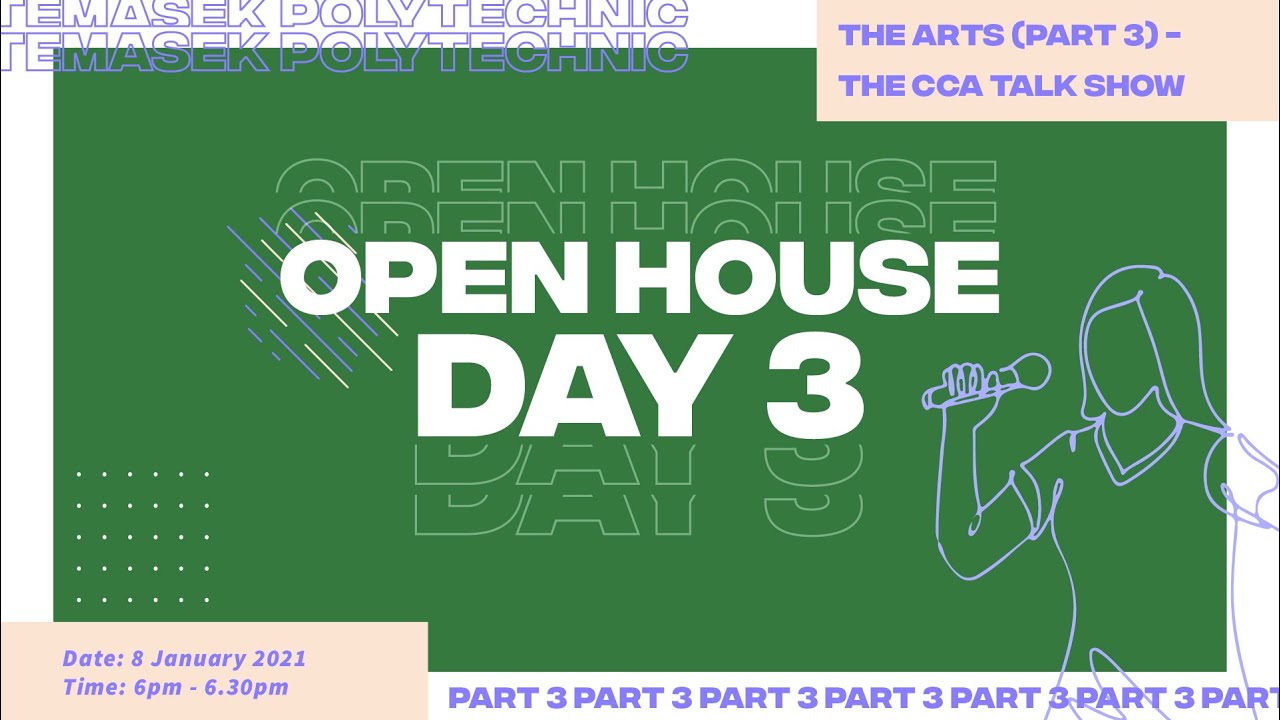 TEMASEK POLYTECHNIC
TEMASEK POLYTECHNIC
THE ARTS (PART 3) –
THE CCA TALK SHOW
OPEN HOUSE
OPEN HOUSE
OPEN HOUSE
DAY 3
DAY 3
DAY 3
Date: 8 January 2021
Time: 6pm - 6.30pm
PART 3 PART 3 PART 3 PART 3 PART 3 PART 3 PART